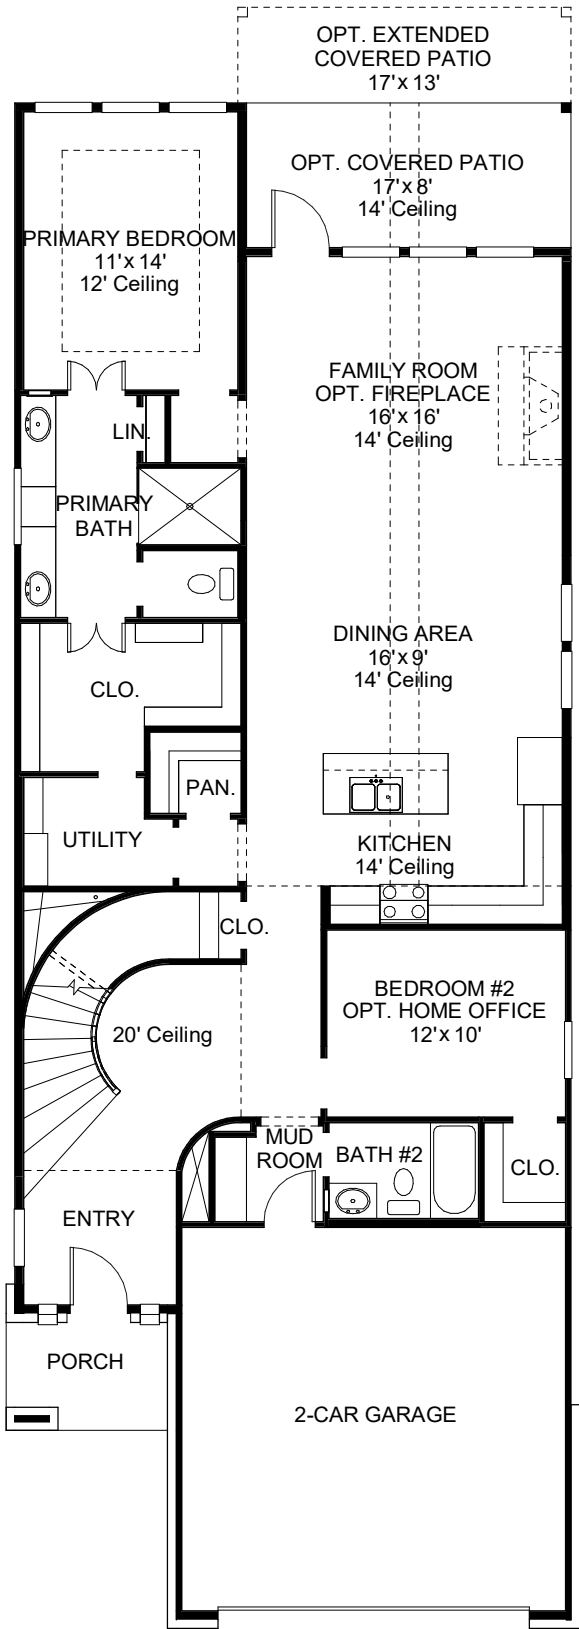 OPT. EXTENDED
COVERED PATIO
17' x 13'
OPT. COVERED PATIO
17' x 8'
14' Ceiling
PRIMARY BEDROOM
11' x 14'
12' Ceiling
FAMILY ROOM
OPT. FIREPLACE
16' x 16'
14' Ceiling
LIN.
PRIMARY
BATH
DINING AREA
16' x 9'
14' Ceiling
CLO.
PAN.
UTILITY
KITCHEN
14' Ceiling
CLO.
BEDROOM #2
OPT. HOME OFFICE
12' x 10'
20' Ceiling
MUD
ROOM
BATH #2
CLO.
ENTRY
PORCH
2-CAR GARAGE